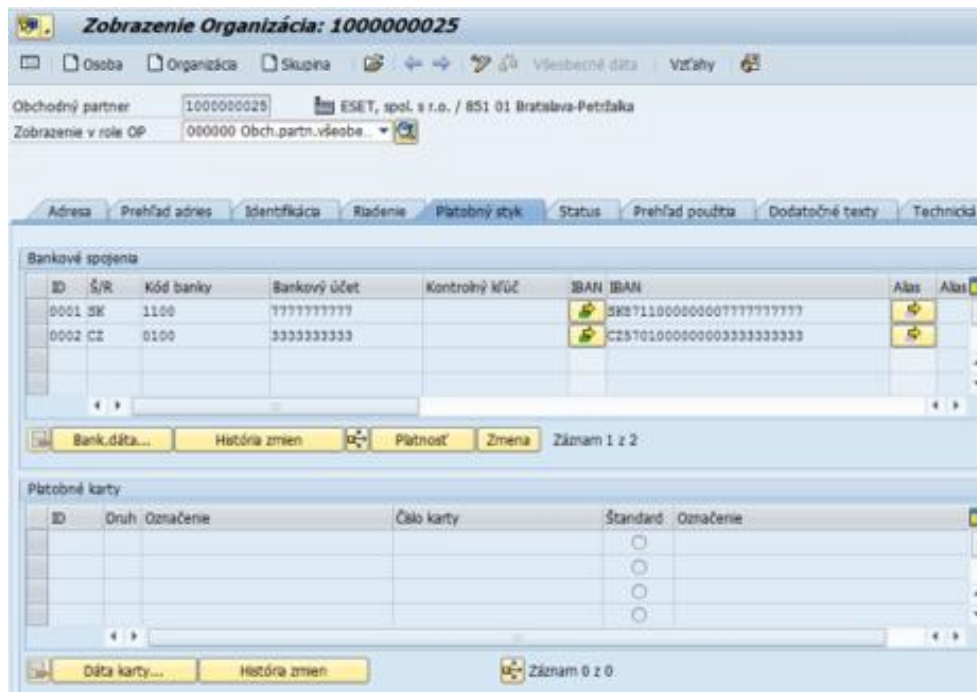 Zobrazenie Organizácia: 1000000025
Osoba Organizácia Skupina Všeobecné dáta Vzťahy
Obchodný partner 1000000025 ESET, spol. s r.o. / 851 01 Bratislava-Petržalka
Zobrazenie v role OP 000000 Obch.partn.všeobe..
Adresa Prehľad adries Identifikácia Riadenie Platobný styk Status Prehľad použitia Dodatočné texty Technická
Bankové spojenia
ID Š/R Kód banky Bankový účet Kontrolný kľúč IBAN IBAN Alias Alias
0001 SK 1100 7777777777
0002 CZ 0100 3333333333
Bank.dáta... História zmien Platnosť Zmena Záznam 1 z 2
Platobné karty
ID Druh Označenie Číslo karty Štandard Označenie
Dáta karty... História zmien Záznam 0 z 0